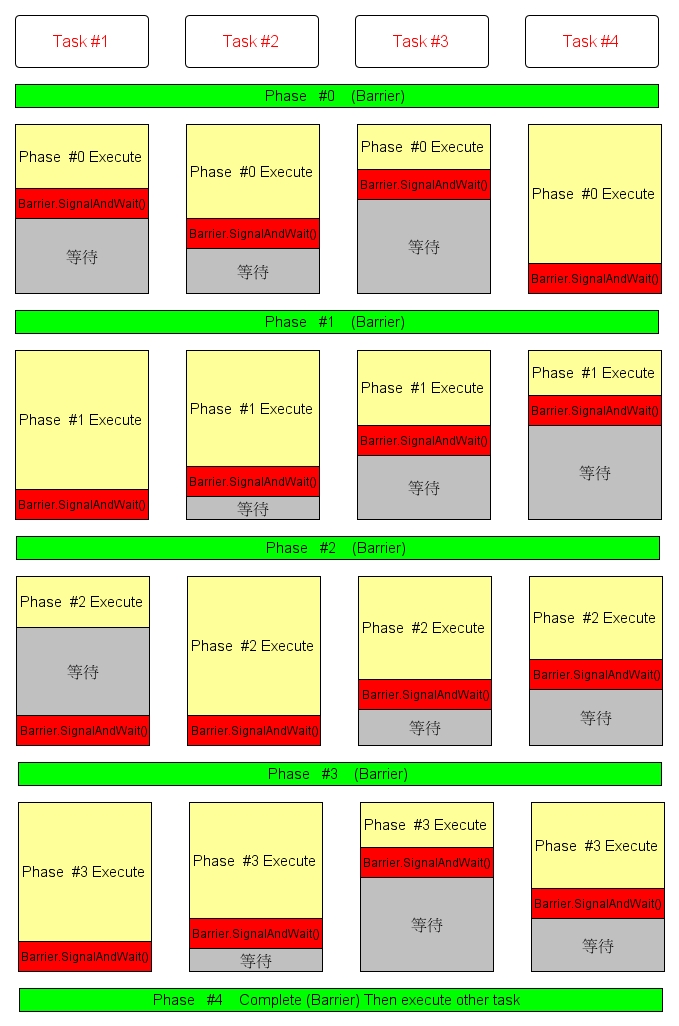 Task #1
Task #2
Task #3
Task #4
Phase #0 (Barrier)
Phase #0 Execute
Barrier.SignalAndWait()
等待
Phase #0 Execute
Barrier.SignalAndWait()
等待
Phase #0 Execute
Barrier.SignalAndWait()
等待
Phase #0 Execute
Barrier.SignalAndWait()
Phase #1 (Barrier)
Phase #1 Execute
Barrier.SignalAndWait()
Phase #1 Execute
Barrier.SignalAndWait()
等待
Phase #1 Execute
Barrier.SignalAndWait()
等待
Phase #1 Execute
Barrier.SignalAndWait()
等待
Phase #2 (Barrier)
Phase #2 Execute
等待
Barrier.SignalAndWait()
Phase #2 Execute
Barrier.SignalAndWait()
Phase #2 Execute
Barrier.SignalAndWait()
等待
Phase #2 Execute
Barrier.SignalAndWait()
等待
Phase #3 (Barrier)
Phase #3 Execute
Barrier.SignalAndWait()
Phase #3 Execute
Barrier.SignalAndWait()
等待
Phase #3 Execute
Barrier.SignalAndWait()
等待
Phase #3 Execute
Barrier.SignalAndWait()
等待
Phase #4 Complete (Barrier) Then execute other task